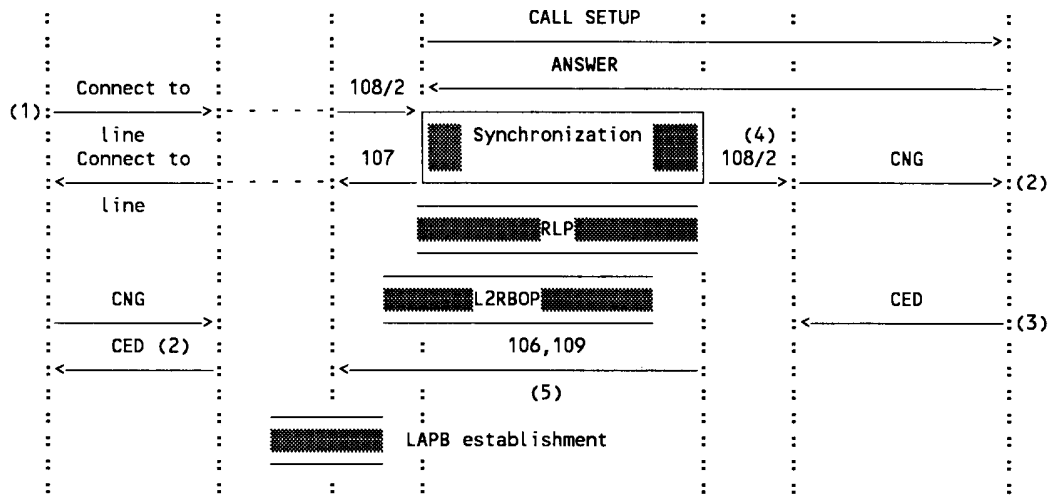 CALL SETUP
ANSWER
Connect to 108/2
(1)
line Synchronization (4)
Connect to 107 108/2 CNG
(2)
line
RLP
L2RBOP
CNG CED
(3)
CED (2) 106,109
(5)
LAPB establishment